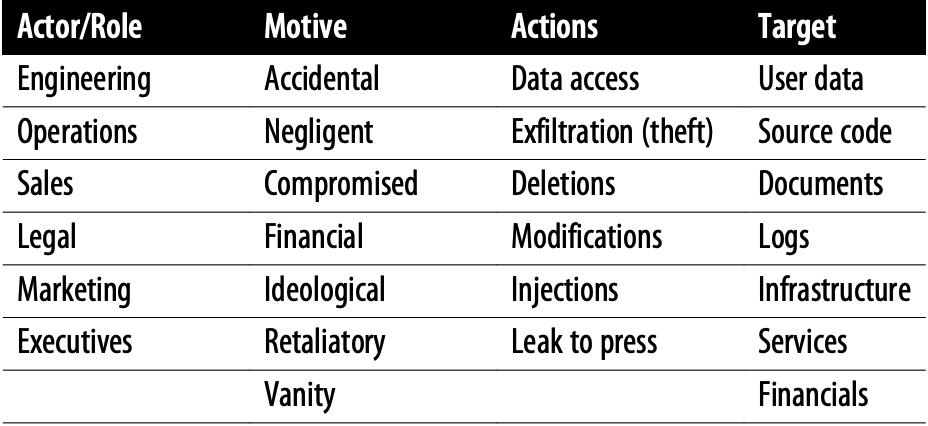 Actor/Role Motive Actions Target
Engineering Accidental Data access User data
Operations Negligent Exfiltration (theft) Source code
Sales Compromised Deletions Documents
Legal Financial Modifications Logs
Marketing Ideological Injections Infrastructure
Executives Retaliatory Leak to press Services
Vanity Financials